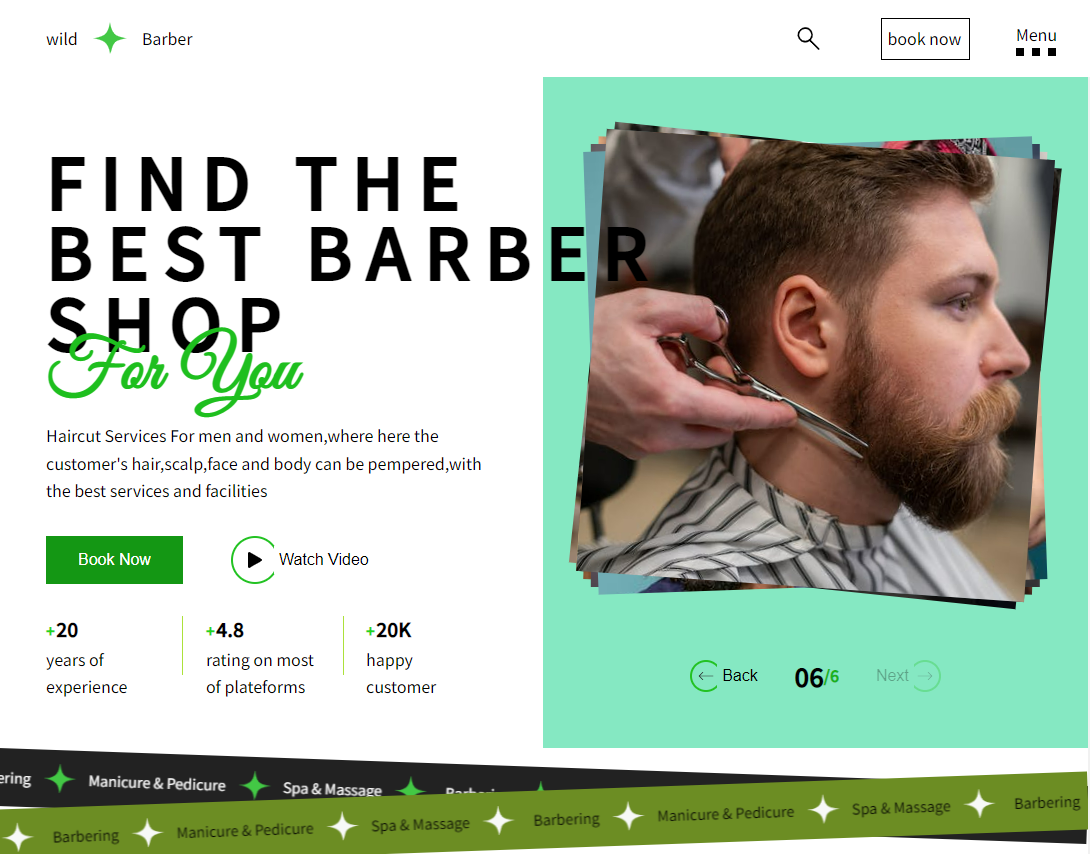 wild Barber
book now
Menu
FIND THE
BEST BARBER
SHOP
For You
Haircut Services For men and women,where here the
customer's hair,scalp,face and body can be pempered,with
the best services and facilities
Book Now
Watch Video
+20
years of
experience
+4.8
rating on most
of plateforms
+20K
happy
customer
Back
06/6
Next
ering Manicure & Pedicure Spa & Massage
Barbering Manicure & Pedicure Spa & Massage Barbering Manicure & Pedicure Spa & Massage Barbering